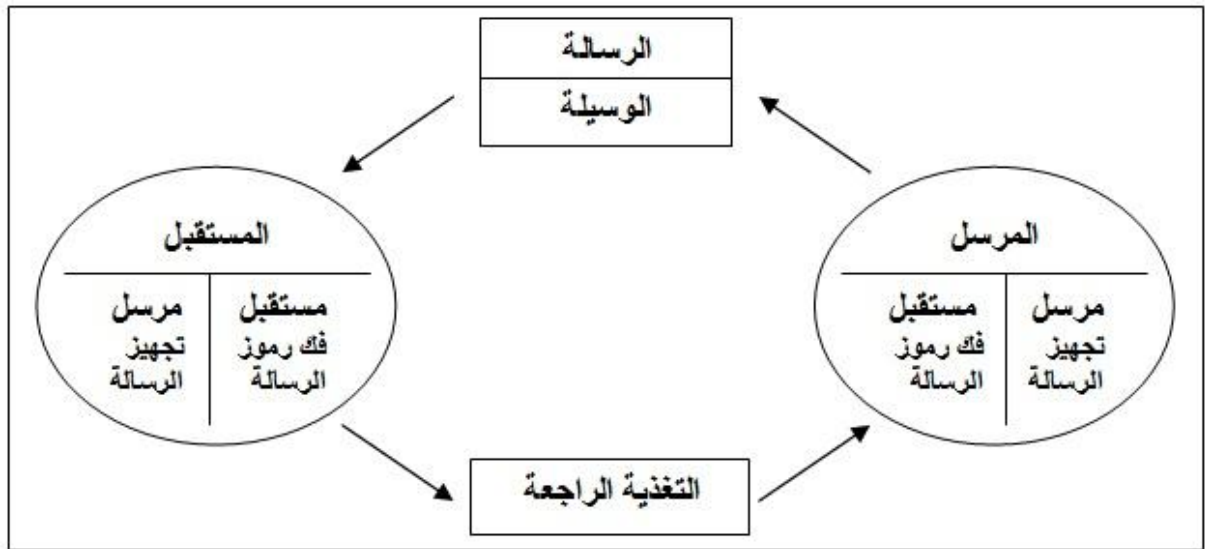 الرسالة
الوسيلة
المرسل
مرسل
تجهيز
الرسالة
مستقبل
فك رموز
الرسالة
المستقبل
مستقبل
فك رموز
الرسالة
مرسل
تجهيز
الرسالة
التغذية الراجعة